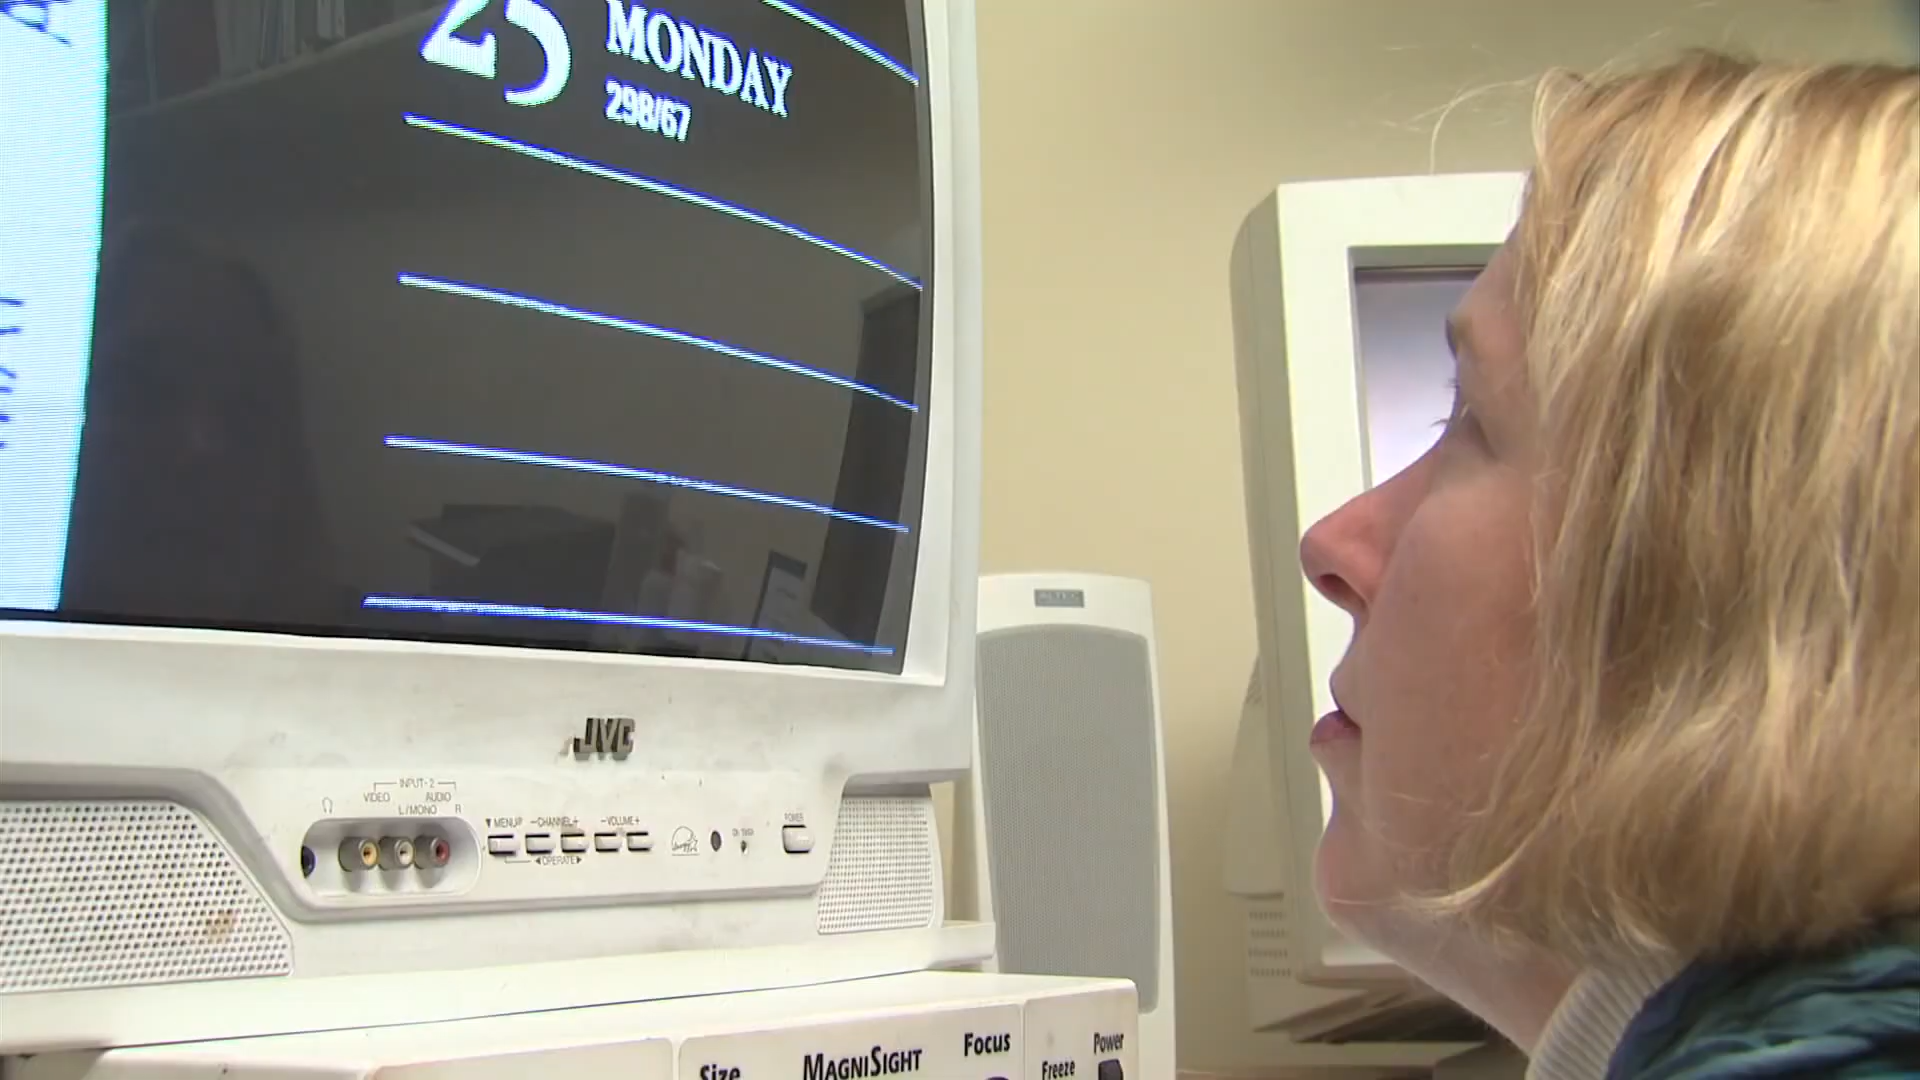 25 MONDAY
298/67
ALTEC
JVC
INPUT-2
VIDEO AUDIO
L/MONO R
▼MENU −CHANNEL+ −VOLUME+ POWER
◀OPERATE▶
Size MAGNISIGHT Focus Freeze Power